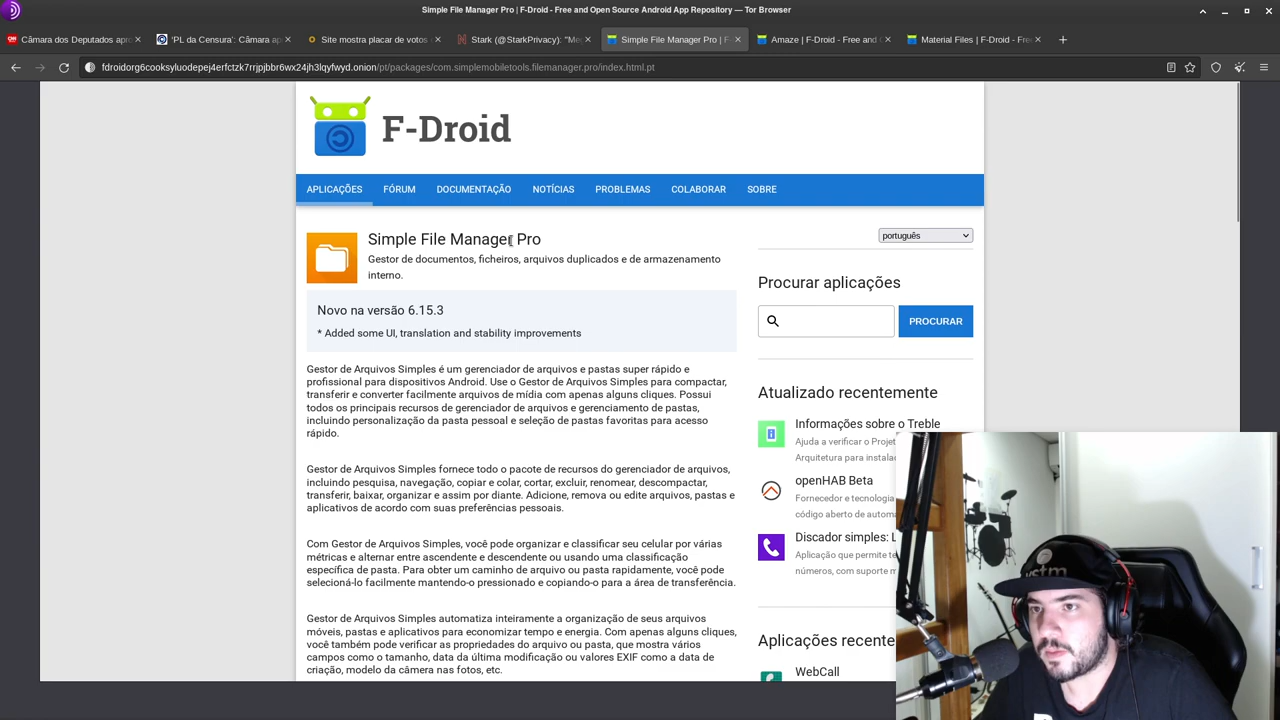 Simple File Manager Pro | F-Droid - Free and Open Source Android App Repository — Tor Browser
Câmara dos Deputados apro
'PL da Censura': Câmara ap
Site mostra placar de votos
Stark (@StarkPrivacy): "Me
Simple File Manager Pro | F
Amaze | F-Droid - Free and
Material Files | F-Droid - Fre
fdroidorg6cooksyluodepej4erfctzk7rrjpjbbr6wx24jh3lqyfwyd.onion/pt/packages/com.simplemobiletools.filemanager.pro/index.html.pt
F-Droid
APLICAÇÕES
FÓRUM
DOCUMENTAÇÃO
NOTÍCIAS
PROBLEMAS
COLABORAR
SOBRE
Simple File Manager Pro
Gestor de documentos, ficheiros, arquivos duplicados e de armazenamento
interno.
Novo na versão 6.15.3
* Added some UI, translation and stability improvements
Gestor de Arquivos Simples é um gerenciador de arquivos e pastas super rápido e
profissional para dispositivos Android. Use o Gestor de Arquivos Simples para compactar,
transferir e converter facilmente arquivos de mídia com apenas alguns cliques. Possui
todos os principais recursos de gerenciador de arquivos e gerenciamento de pastas,
incluindo personalização da pasta pessoal e seleção de pastas favoritas para acesso
rápido.
Gestor de Arquivos Simples fornece todo o pacote de recursos do gerenciador de arquivos,
incluindo pesquisa, navegação, copiar e colar, cortar, excluir, renomear, descompactar,
transferir, baixar, organizar e assim por diante. Adicione, remova ou edite arquivos, pastas e
aplicativos de acordo com suas preferências pessoais.
Com Gestor de Arquivos Simples, você pode organizar e classificar seu celular por várias
métricas e alternar entre ascendente e descendente ou usando uma classificação
específica de pasta. Para obter um caminho de arquivo ou pasta rapidamente, você pode
selecioná-lo facilmente mantendo-o pressionado e copiando-o para a área de transferência.
Gestor de Arquivos Simples automatiza inteiramente a organização de seus arquivos
móveis, pastas e aplicativos para economizar tempo e energia. Com apenas alguns cliques,
você também pode verificar as propriedades do arquivo ou pasta, que mostra vários
campos como o tamanho, data da última modificação ou valores EXIF como a data de
criação, modelo da câmera nas fotos, etc.
português
Procurar aplicações
PROCURAR
Atualizado recentemente
Informações sobre o Treble
Ajuda a verificar o Projet
Arquitetura para instala
openHAB Beta
Fornecedor e tecnologia
código aberto de autom
Discador simples: L
Aplicação que permite te
números, com suporte m
Aplicações recente
WebCall